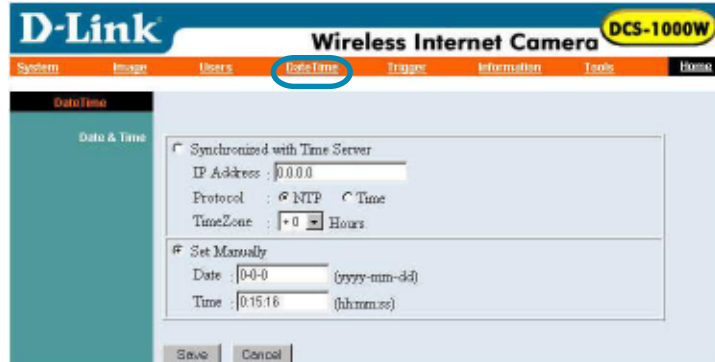 D-Link
DCS-1000W
Wireless Internet Camera
System Image Users DateTime Trigger Information Tools Home
DateTime
Date & Time
Synchronized with Time Server
IP Address : 0.0.0.0
Protocol : NTP Time
TimeZone : +0 Hours
Set Manually
Date : 0-0-0 (yyyy-mm-dd)
Time : 0:15:16 (hh:mm:ss)
Save Cancel